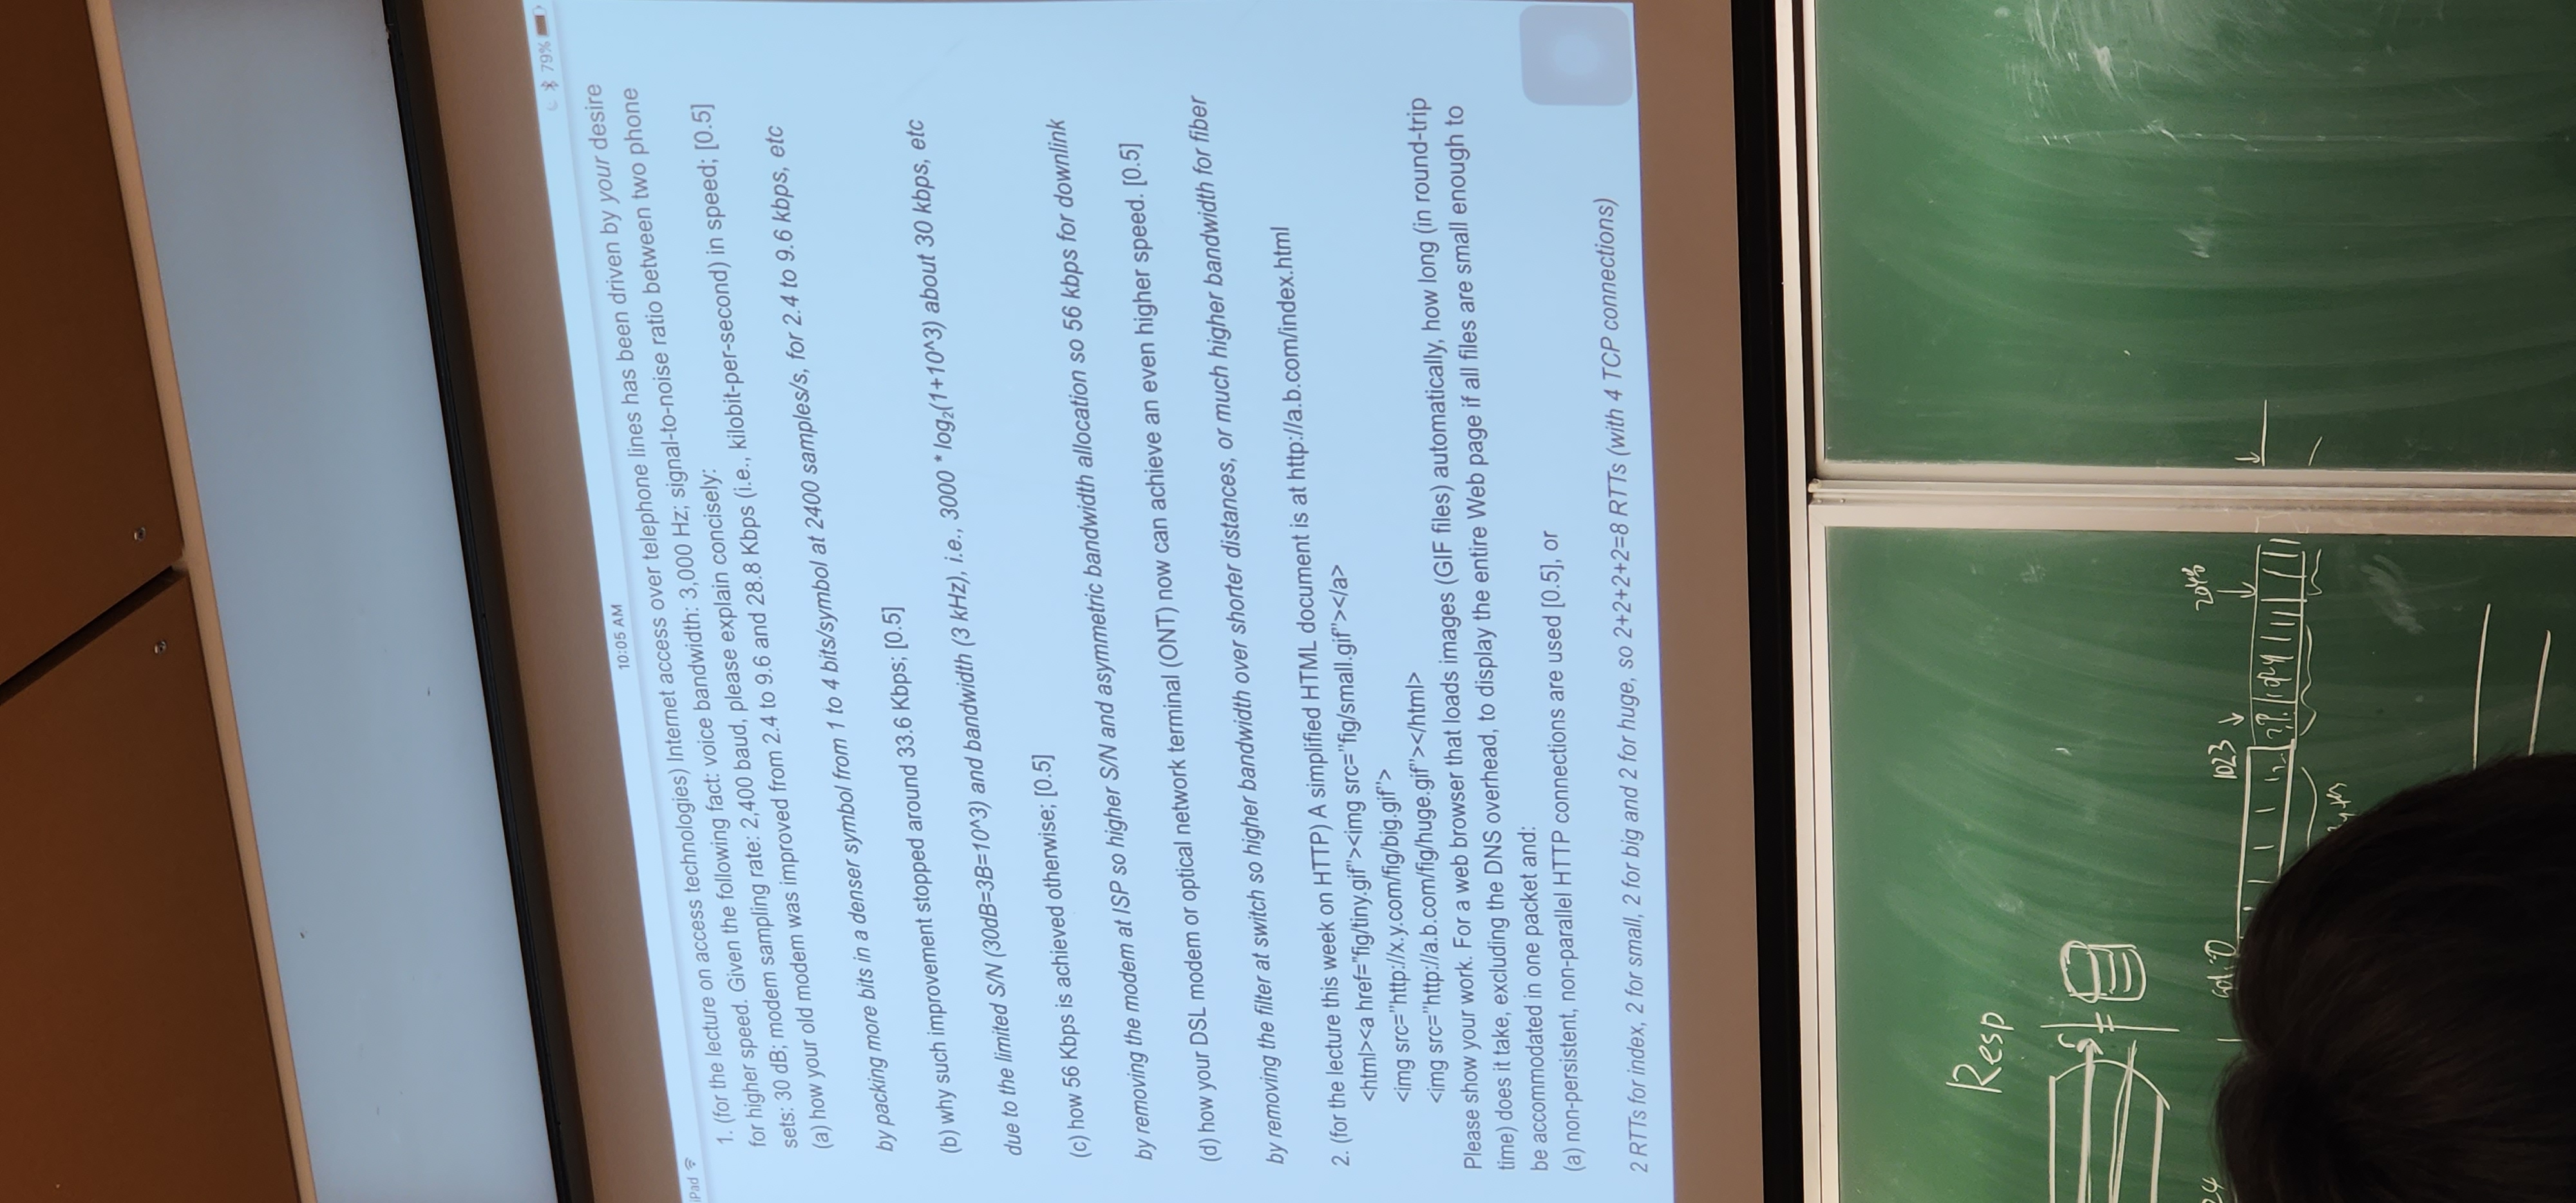 iPad
10:05 AM
79%
1. (for the lecture on access technologies) Internet access over telephone lines has been driven by your desire
for higher speed. Given the following fact: voice bandwidth: 3,000 Hz; signal-to-noise ratio between two phone
sets: 30 dB; modem sampling rate: 2,400 baud, please explain concisely:
(a) how your old modem was improved from 2.4 to 9.6 and 28.8 Kbps (i.e., kilobit-per-second) in speed; [0.5]
by packing more bits in a denser symbol from 1 to 4 bits/symbol at 2400 samples/s, for 2.4 to 9.6 kbps, etc
(b) why such improvement stopped around 33.6 Kbps; [0.5]
due to the limited S/N (30dB=3B=10^3) and bandwidth (3 kHz), i.e., 3000 * log₂(1+10^3) about 30 kbps, etc
(c) how 56 Kbps is achieved otherwise; [0.5]
by removing the modem at ISP so higher S/N and asymmetric bandwidth allocation so 56 kbps for downlink
(d) how your DSL modem or optical network terminal (ONT) now can achieve an even higher speed. [0.5]
by removing the filter at switch so higher bandwidth over shorter distances, or much higher bandwidth for fiber
2. (for the lecture this week on HTTP) A simplified HTML document is at http://a.b.com/index.html
<html><a href="fig/tiny.gif"><img src="fig/small.gif"></a>
<img src="http://x.y.com/fig/big.gif">
<img src="http://a.b.com/fig/huge.gif"></html>
Please show your work. For a web browser that loads images (GIF files) automatically, how long (in round-trip
time) does it take, excluding the DNS overhead, to display the entire Web page if all files are small enough to
be accommodated in one packet and:
(a) non-persistent, non-parallel HTTP connections are used [0.5], or
2 RTTs for index, 2 for small, 2 for big and 2 for huge, so 2+2+2+2=8 RTTs (with 4 TCP connections)
Resp
24
1023
2048
1024